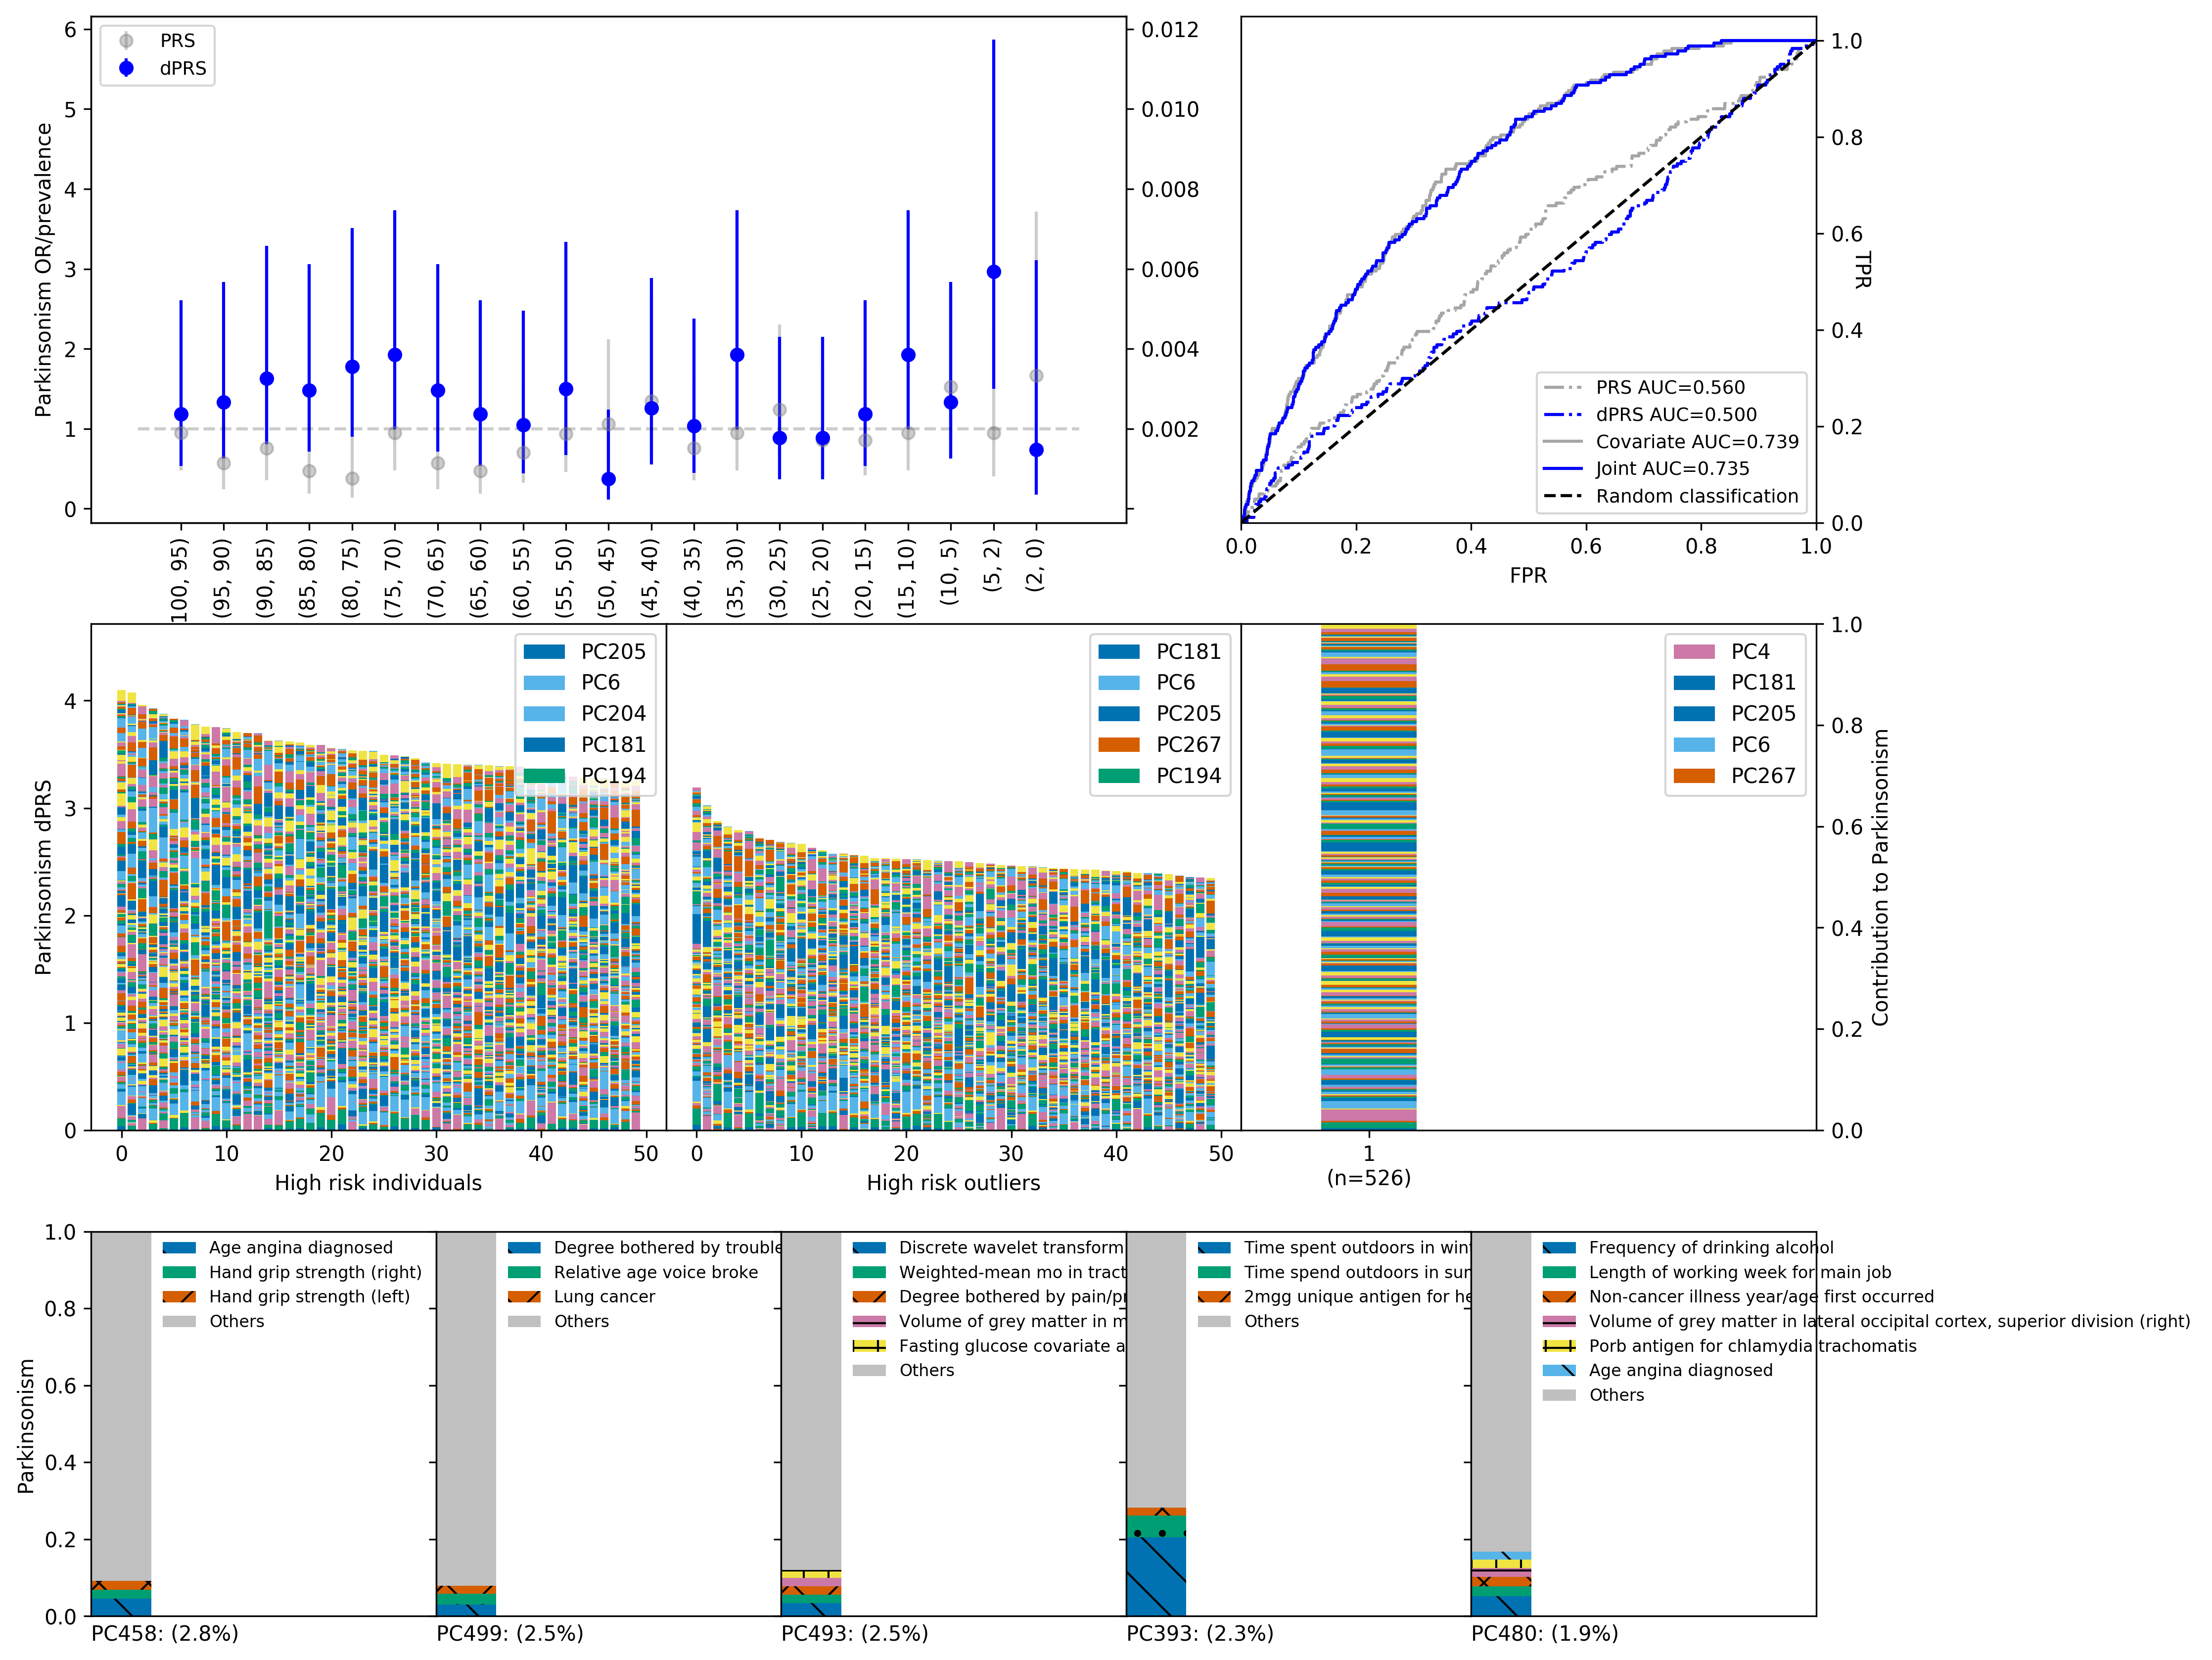 6
5
4
3
2
1
0
Parkinsonism OR/prevalence
PRS
dPRS
0.012
0.010
0.008
0.006
0.004
0.002
100, 95)
(95, 90)
(90, 85)
(85, 80)
(80, 75)
(75, 70)
(70, 65)
(65, 60)
(60, 55)
(55, 50)
(50, 45)
(45, 40)
(40, 35)
(35, 30)
(30, 25)
(25, 20)
(20, 15)
(15, 10)
(10, 5)
(5, 2)
(2, 0)
1.0
0.8
0.6
0.4
0.2
0.0
TPR
PRS AUC=0.560
dPRS AUC=0.500
Covariate AUC=0.739
Joint AUC=0.735
Random classification
0.0 0.2 0.4 0.6 0.8 1.0
FPR
4
3
2
1
0
Parkinsonism dPRS
PC205
PC6
PC204
PC181
PC194
0 10 20 30 40 50
High risk individuals
PC181
PC6
PC205
PC267
PC194
0 10 20 30 40 50
High risk outliers
PC4
PC181
PC205
PC6
PC267
1
(n=526)
1.0
0.8
0.6
0.4
0.2
0.0
Contribution to Parkinsonism
1.0
0.8
0.6
0.4
0.2
0.0
Parkinsonism
Age angina diagnosed
Hand grip strength (right)
Hand grip strength (left)
Others
PC458: (2.8%)
Degree bothered by trouble
Relative age voice broke
Lung cancer
Others
PC499: (2.5%)
Discrete wavelet transform
Weighted-mean mo in tract
Degree bothered by pain/pr
Volume of grey matter in m
Fasting glucose covariate a
Others
PC493: (2.5%)
Time spent outdoors in win
Time spend outdoors in sum
2mgg unique antigen for he
Others
PC393: (2.3%)
Frequency of drinking alcohol
Length of working week for main job
Non-cancer illness year/age first occurred
Volume of grey matter in lateral occipital cortex, superior division (right)
Porb antigen for chlamydia trachomatis
Age angina diagnosed
Others
PC480: (1.9%)